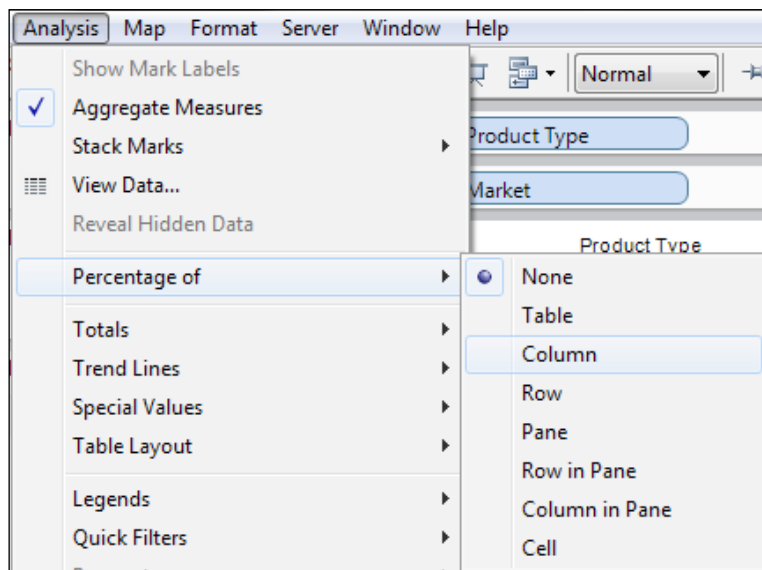 Analysis Map Format Server Window Help
Show Mark Labels
Normal
Aggregate Measures
Product Type
Stack Marks
View Data...
Market
Reveal Hidden Data
Product Type
Percentage of
None
Table
Totals
Column
Trend Lines
Row
Special Values
Pane
Table Layout
Row in Pane
Legends
Column in Pane
Quick Filters
Cell